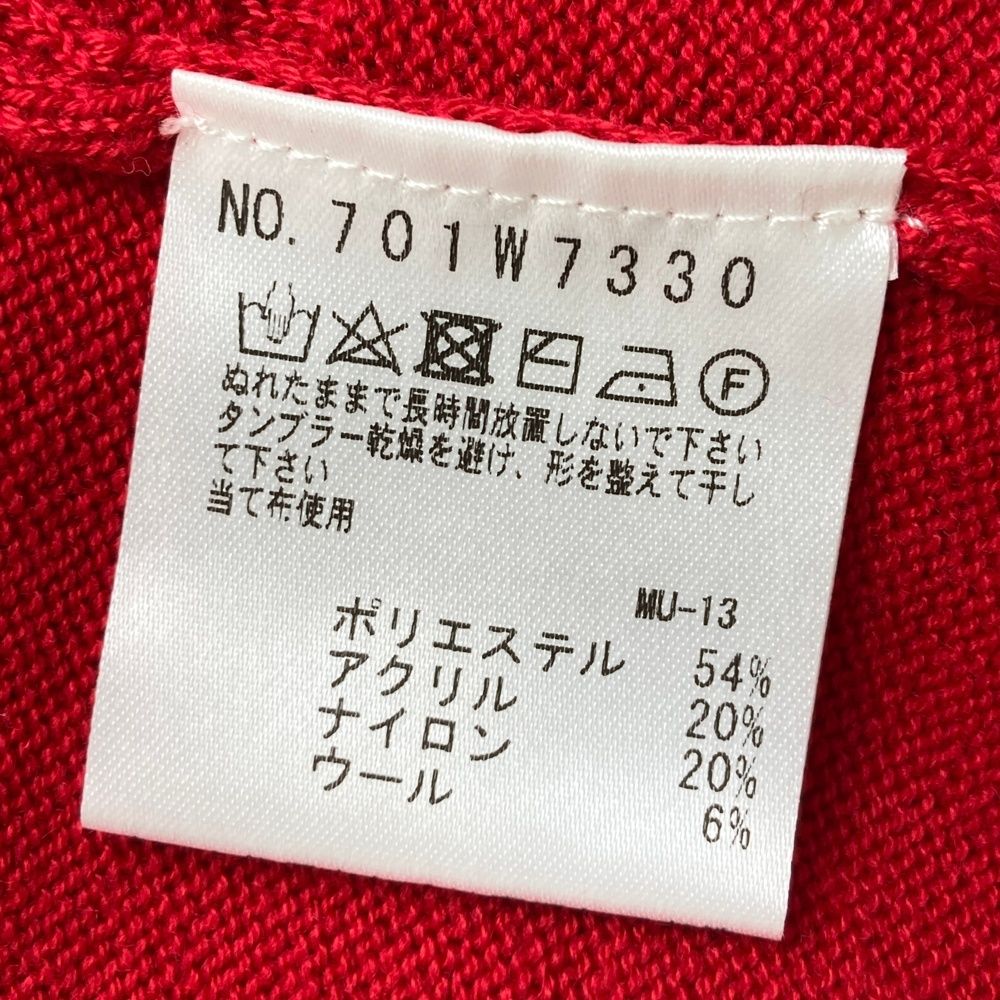 NO. 701W7330
F
ぬれたままで長時間放置しないで下さい
タンブラー乾燥を避け、形を整えて干し
て下さい
当て布使用
MU-13
ポリエステル 54%
アクリル 20%
ナイロン 20%
ウール 6%